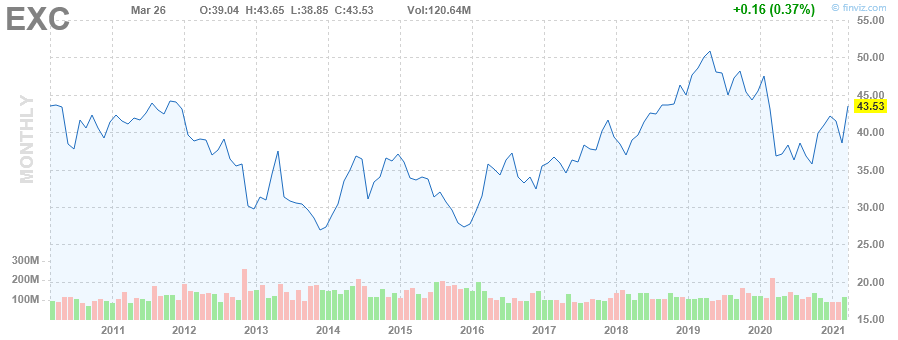 EXC
Mar 26 O:39.04 H:43.65 L:38.85 C:43.53 Vol:120.64M
+0.16 (0.37%)
© finviz.com
MONTHLY
55.00
50.00
45.00
43.53
40.00
35.00
30.00
25.00
20.00
15.00
300M
200M
100M
2011 2012 2013 2014 2015 2016 2017 2018 2019 2020 2021